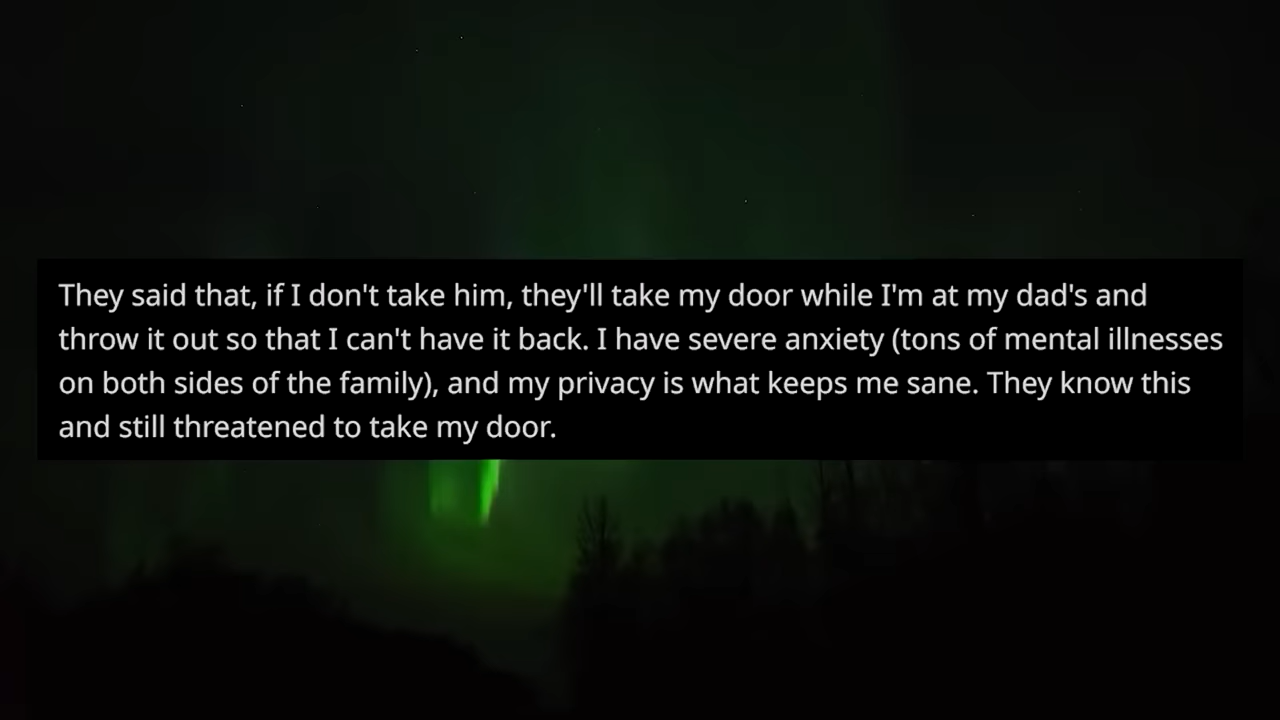 They said that, if I don't take him, they'll take my door while I'm at my dad's and
throw it out so that I can't have it back. I have severe anxiety (tons of mental illnesses
on both sides of the family), and my privacy is what keeps me sane. They know this
and still threatened to take my door.